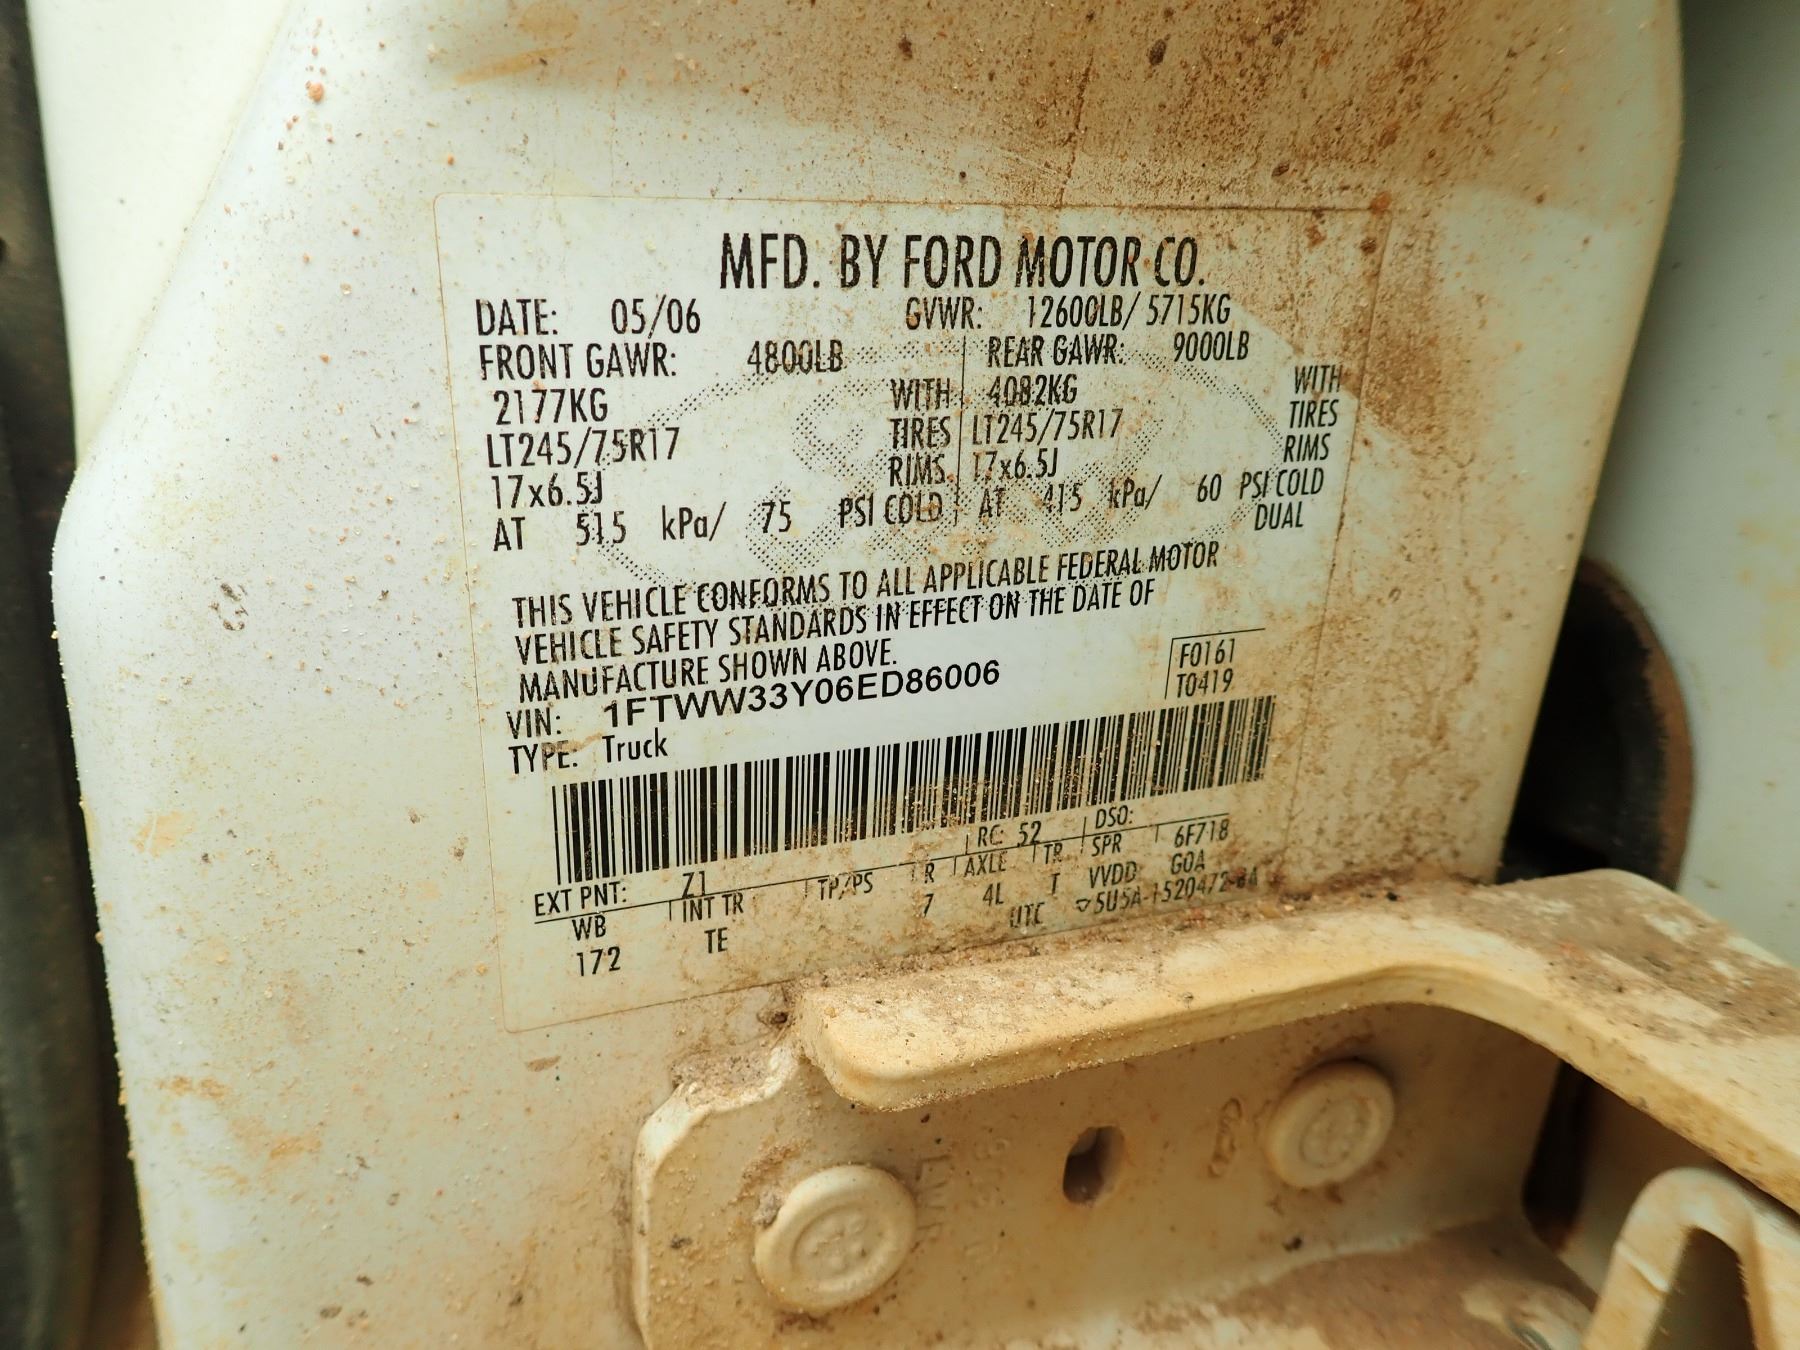 MFD. BY FORD MOTOR CO.
DATE: 05/06 GVWR: 12600LB/ 5715KG
FRONT GAWR: 4800LB REAR GAWR: 9000LB
2177KG WITH 4082KG WITH
LT245/75R17 TIRES LT245/75R17 TIRES
17x6.5J RIMS 17x6.5J RIMS
AT 515 kPa/ 75 PSI COLD AT 415 kPa/ 60 PSI COLD
DUAL
THIS VEHICLE CONFORMS TO ALL APPLICABLE FEDERAL MOTOR
VEHICLE SAFETY STANDARDS IN EFFECT ON THE DATE OF
MANUFACTURE SHOWN ABOVE.
F0161
T0419
VIN: 1FTWW33Y06ED86006
TYPE: Truck
EXT PNT: Z1 RC: 52 DSO:
WB INT TR TP/PS R AXLE TR SPR 6F718
172 TE 7 4L T VVDD GOA
UTC